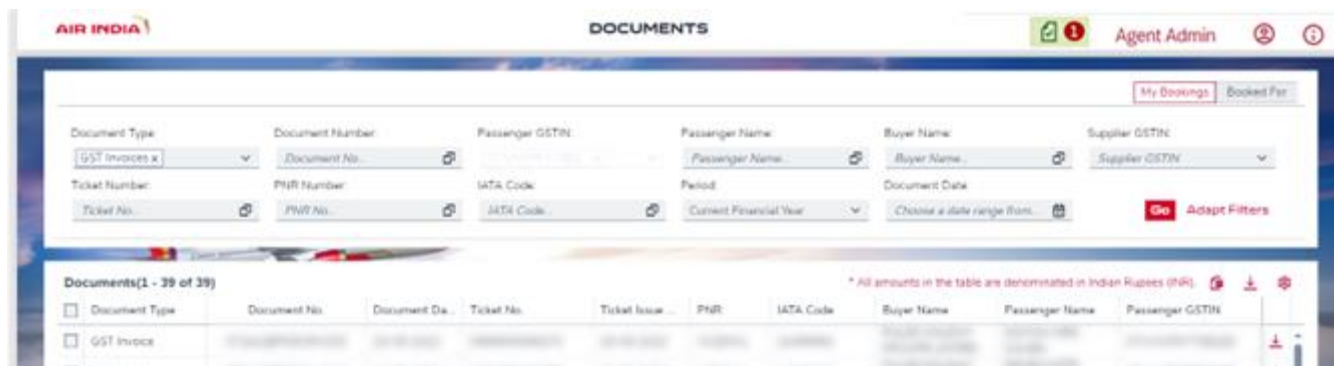 AIR INDIA
DOCUMENTS
1
Agent Admin
My Bookings Booked For
Document Type: Document Number: Passenger GSTIN: Passenger Name: Buyer Name: Supplier GSTIN:
GST Invoices x Document No... Passenger Name... Buyer Name... Supplier GSTIN
Ticket Number: PNR Number: IATA Code: Period: Document Date:
Ticket No... PNR No... IATA Code... Current Financial Year Choose a date range from... Go Adapt Filters
Documents(1 - 39 of 39) * All amounts in the table are denominated in Indian Rupees (INR).
Document Type Document No. Document Da... Ticket No. Ticket Issue ... PNR IATA Code Buyer Name Passenger Name Passenger GSTIN
GST Invoice